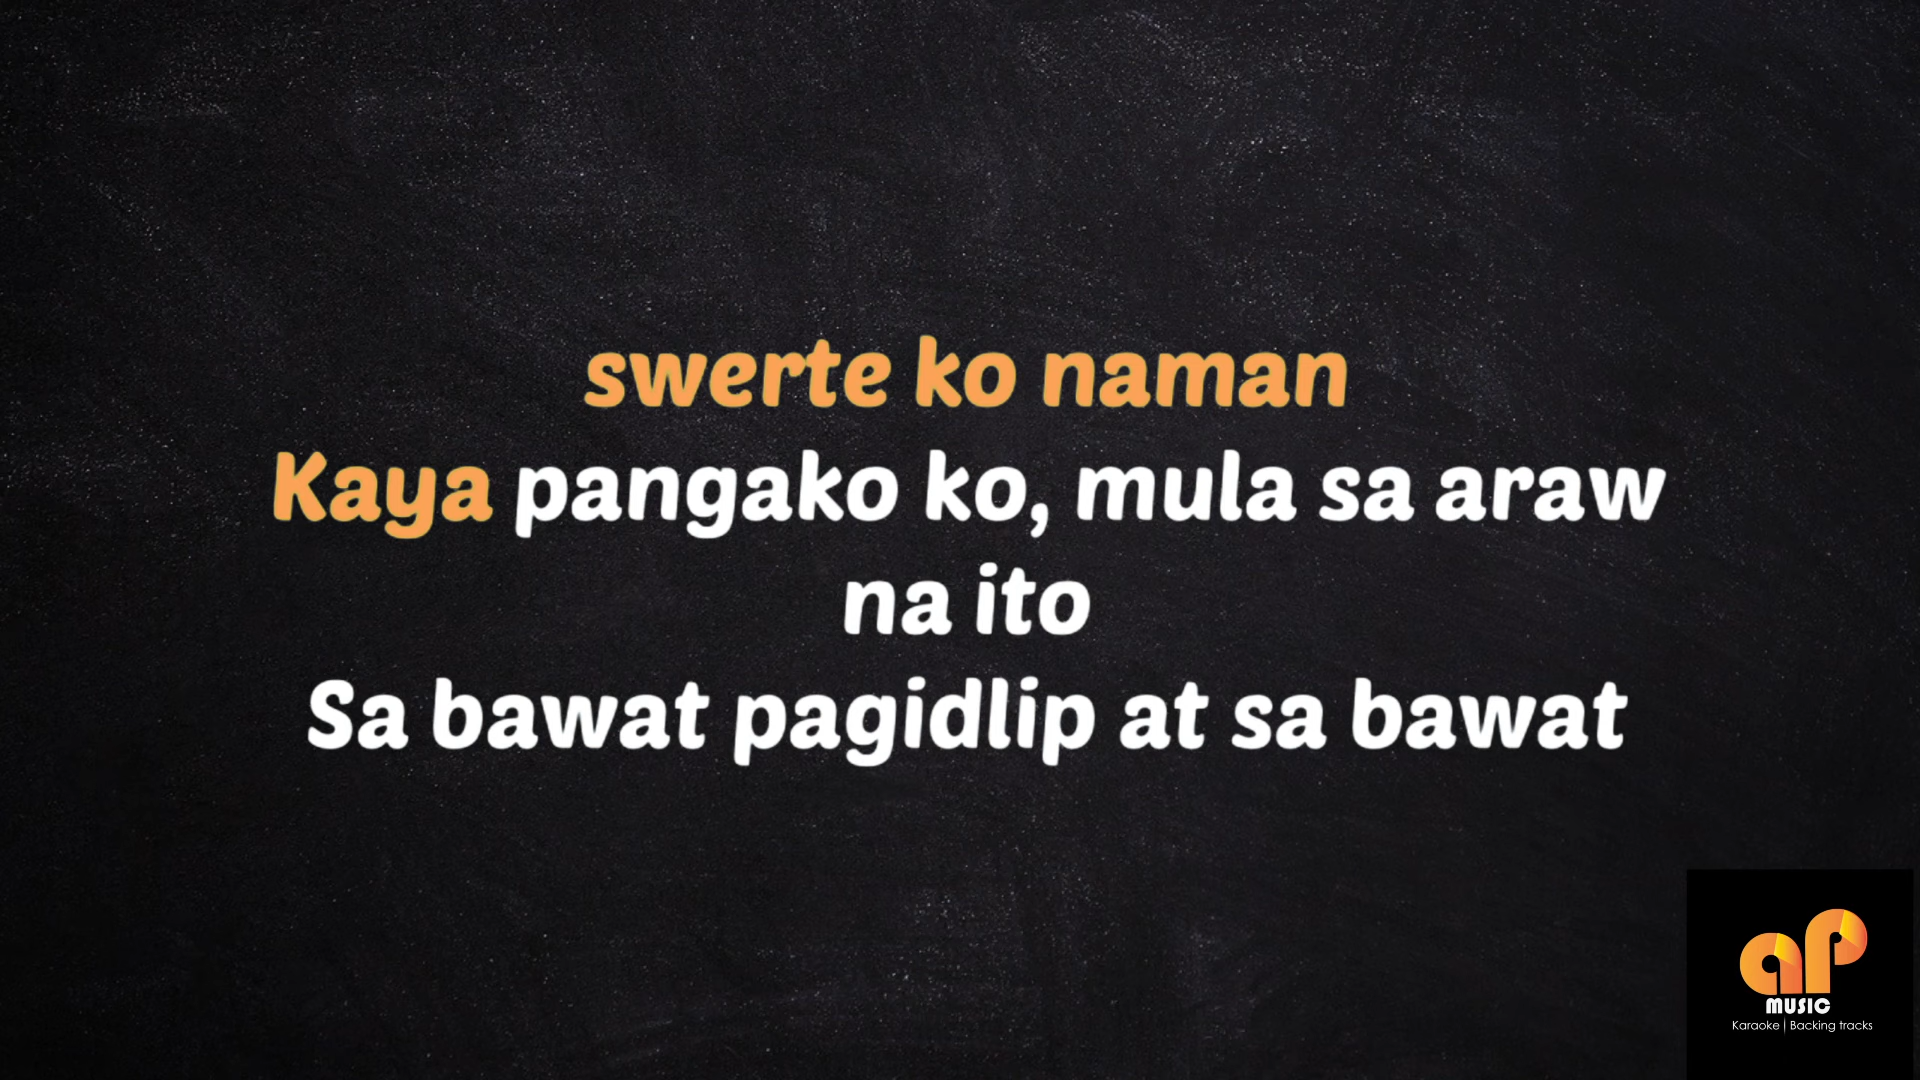 swerte ko naman
Kaya pangako ko, mula sa araw
na ito
Sa bawat pagidlip at sa bawat
ap
MUSIC
Karaoke | Backing tracks